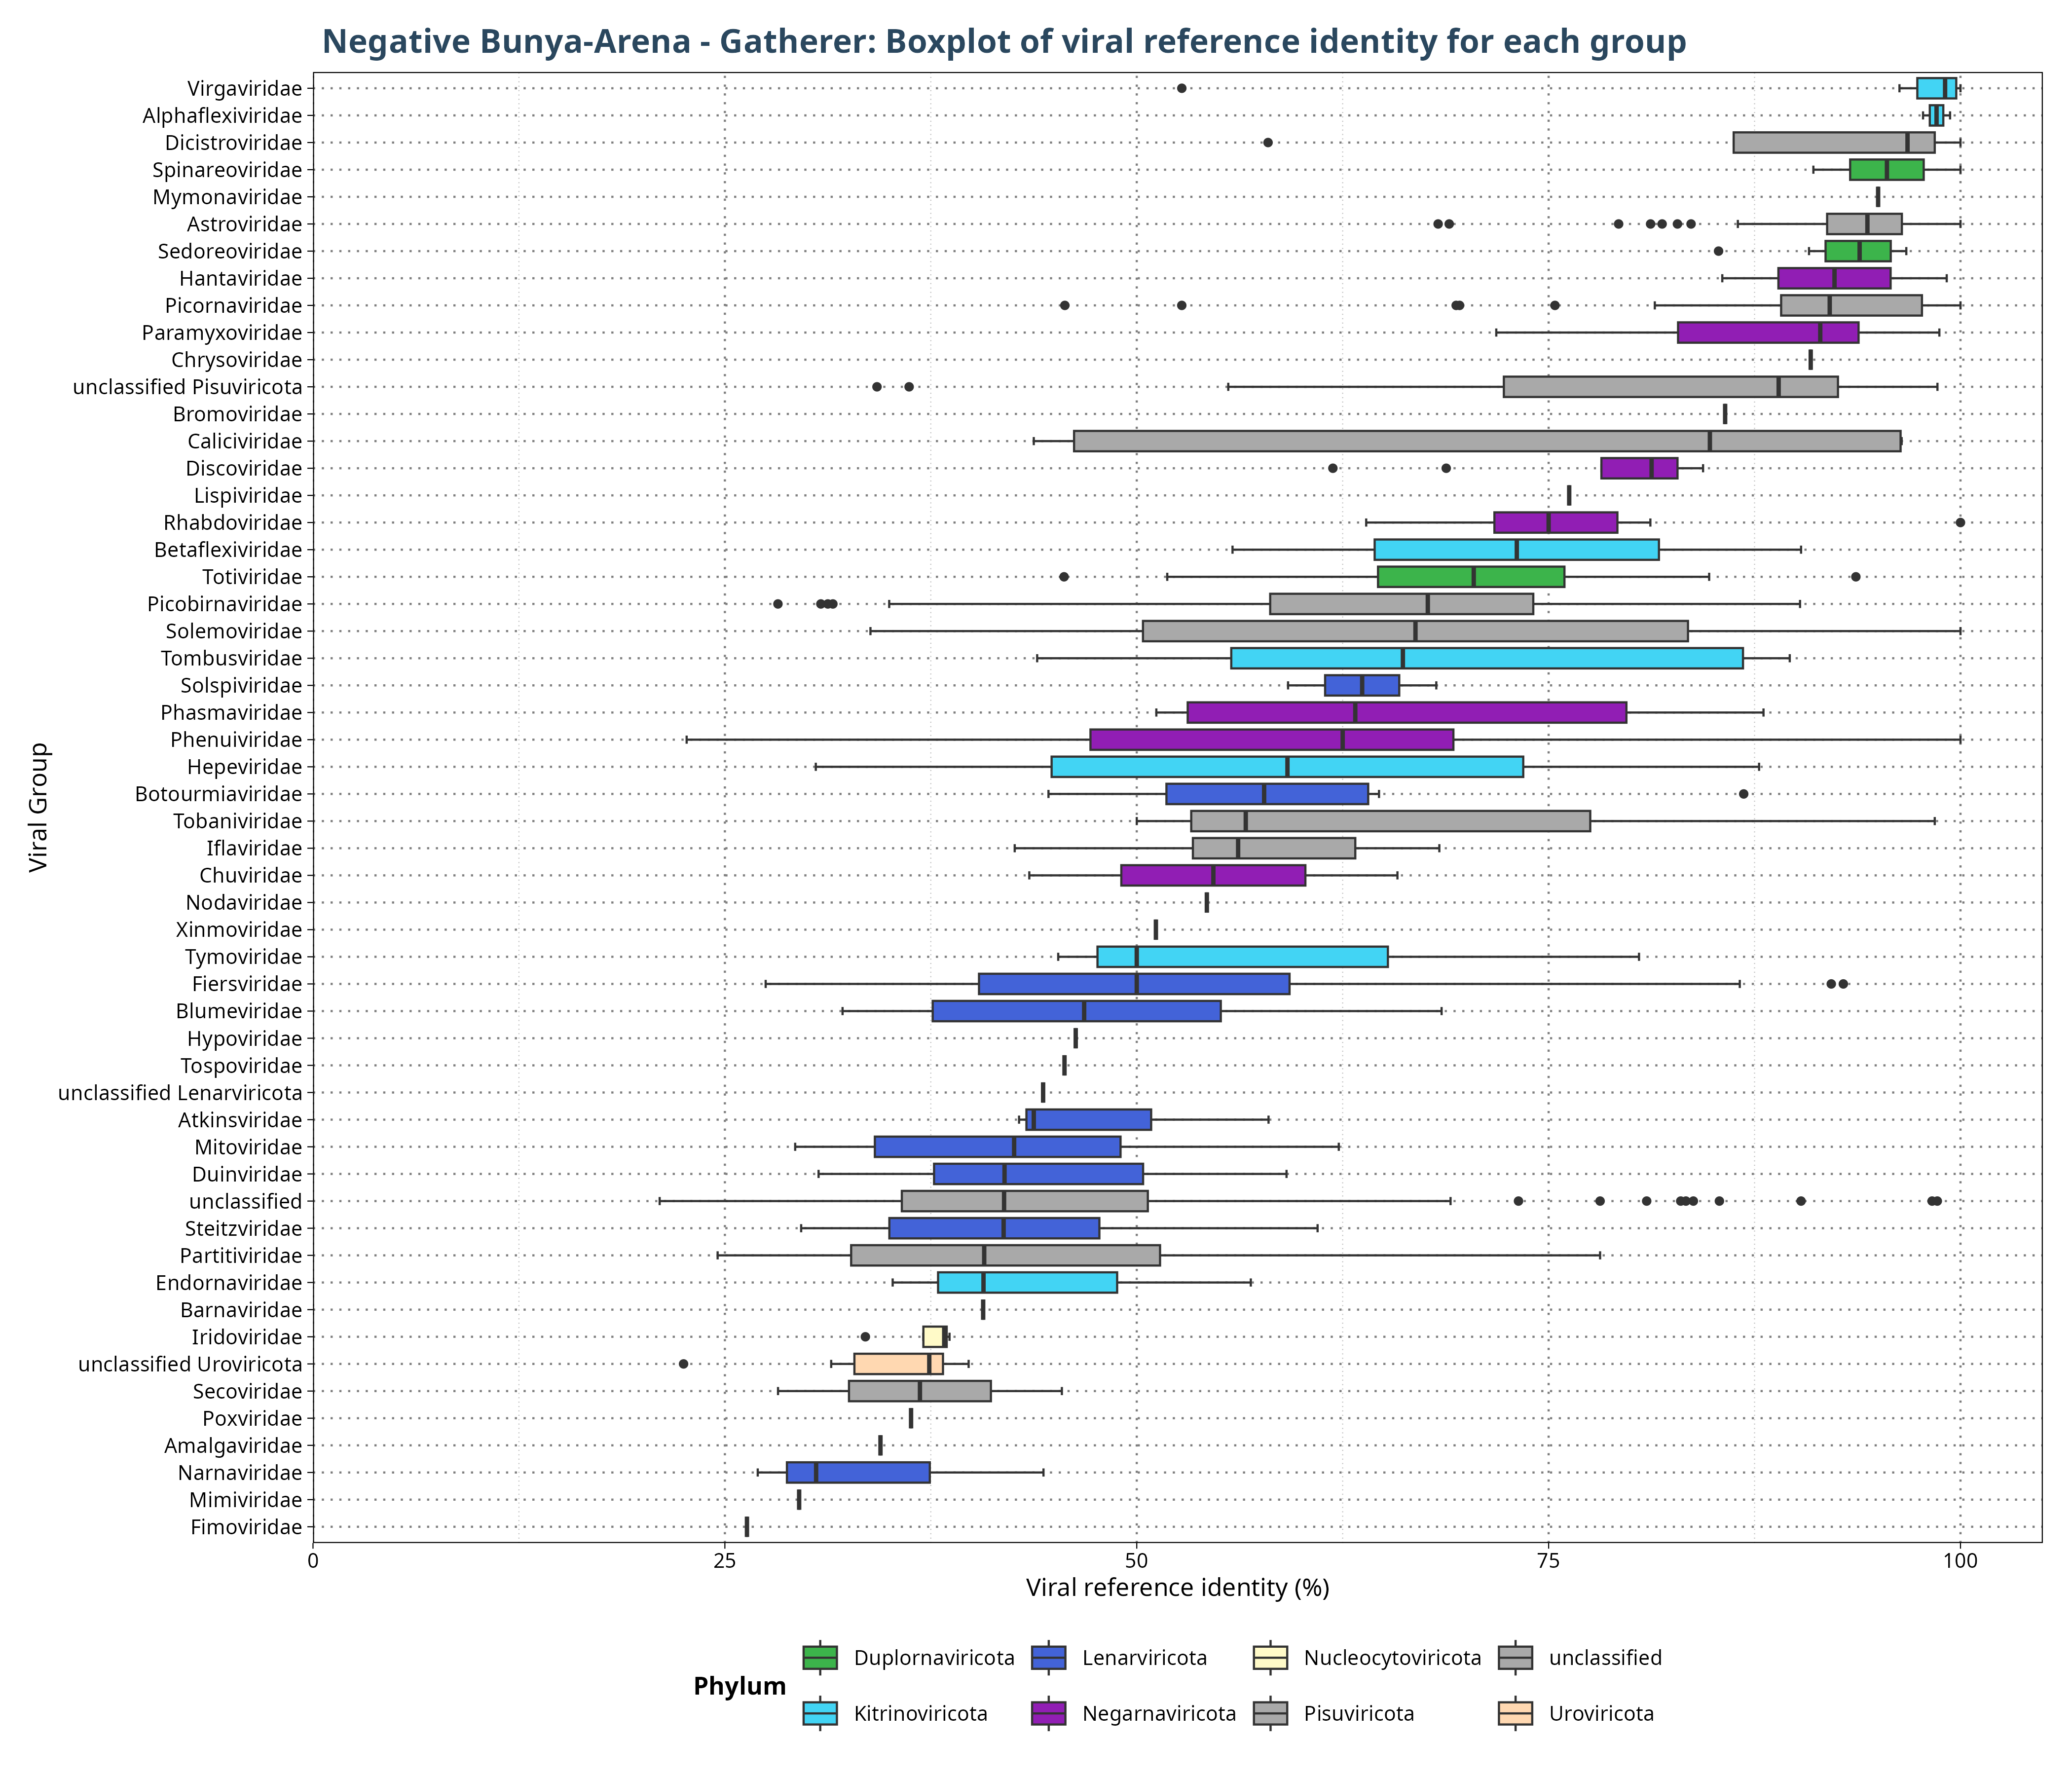 Negative Bunya-Arena - Gatherer: Boxplot of viral reference identity for each group
Viral Group
Virgaviridae
Alphaflexiviridae
Dicistroviridae
Spinareoviridae
Mymonaviridae
Astroviridae
Sedoreoviridae
Hantaviridae
Picornaviridae
Paramyxoviridae
Chrysoviridae
unclassified Pisuviricota
Bromoviridae
Caliciviridae
Discoviridae
Lispiviridae
Rhabdoviridae
Betaflexiviridae
Totiviridae
Picobirnaviridae
Solemoviridae
Tombusviridae
Solspiviridae
Phasmaviridae
Phenuiviridae
Hepeviridae
Botourmiaviridae
Tobaniviridae
Iflaviridae
Chuviridae
Nodaviridae
Xinmoviridae
Tymoviridae
Fiersviridae
Blumeviridae
Hypoviridae
Tospoviridae
unclassified Lenarviricota
Atkinsviridae
Mitoviridae
Duinviridae
unclassified
Steitzviridae
Partitiviridae
Endornaviridae
Barnaviridae
Iridoviridae
unclassified Uroviricota
Secoviridae
Poxviridae
Amalgaviridae
Narnaviridae
Mimiviridae
Fimoviridae
0 25 50 75 100
Viral reference identity (%)
Phylum
Duplornaviricota Lenarviricota Nucleocytoviricota unclassified
Kitrinoviricota Negarnaviricota Pisuviricota Uroviricota